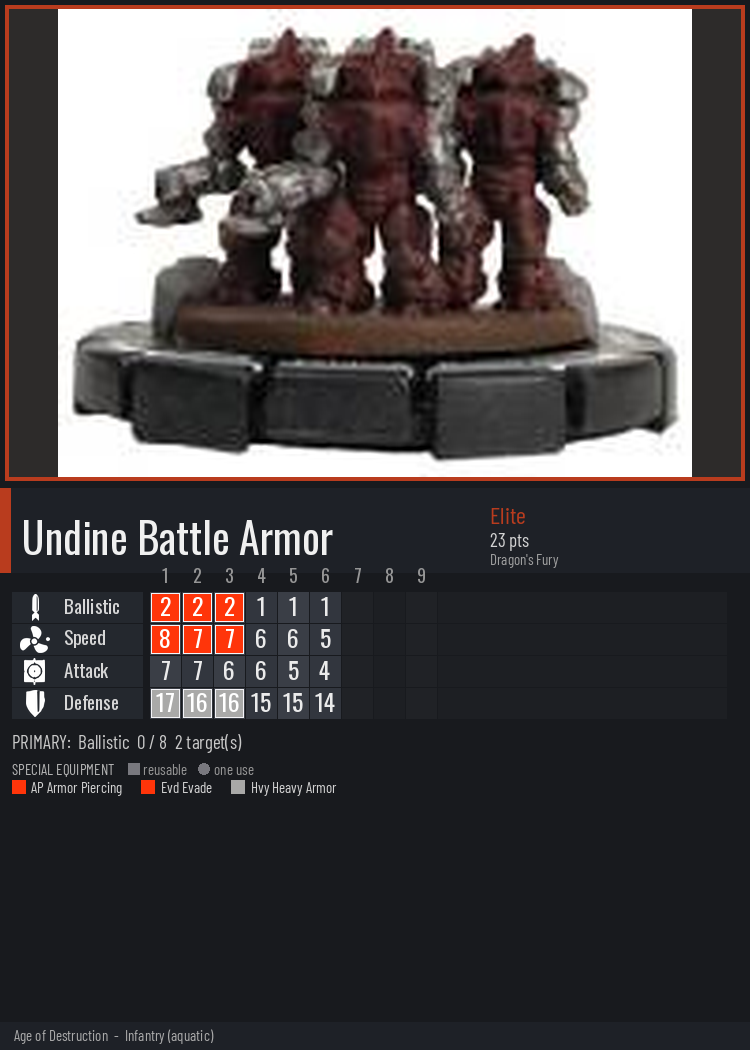 Undine Battle Armor
Elite
23 pts
Dragon's Fury
1 2 3 4 5 6 7 8 9
Ballistic 2 2 2 1 1 1
Speed 8 7 7 6 6 5
Attack 7 7 6 6 5 4
Defense 17 16 16 15 15 14
PRIMARY: Ballistic 0 / 8 2 target(s)
SPECIAL EQUIPMENT reusable one use
AP Armor Piercing Evd Evade Hvy Heavy Armor
Age of Destruction - Infantry (aquatic)